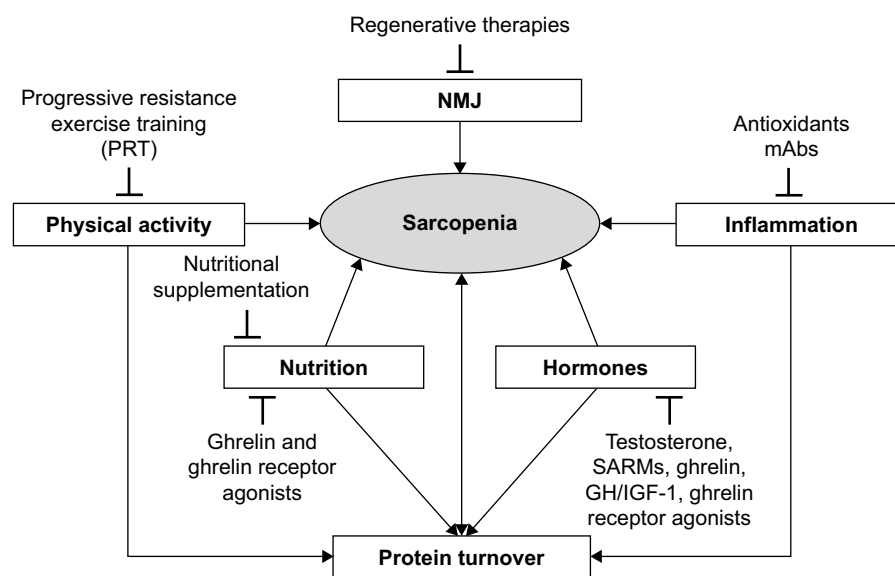 Regenerative therapies
NMJ
Progressive resistance
exercise training
(PRT)
Antioxidants
mAbs
Physical activity
Sarcopenia
Inflammation
Nutritional
supplementation
Nutrition
Hormones
Ghrelin and
ghrelin receptor
agonists
Testosterone,
SARMs, ghrelin,
GH/IGF-1, ghrelin
receptor agonists
Protein turnover